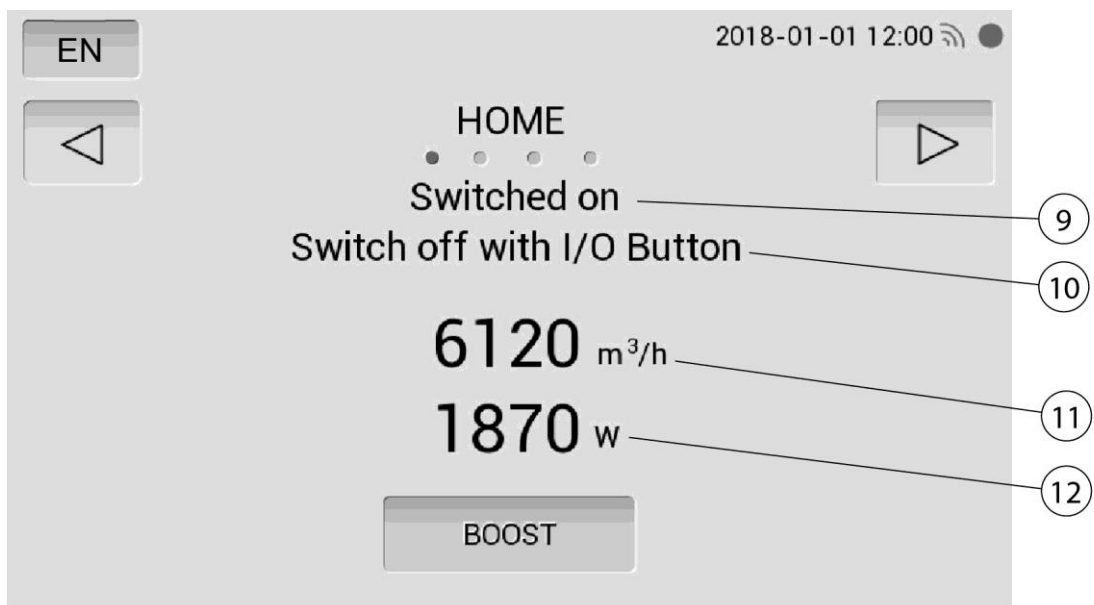 EN
2018-01-01 12:00
HOME
Switched on
9
Switch off with I/O Button
10
6120 m³/h
11
1870 W
12
BOOST